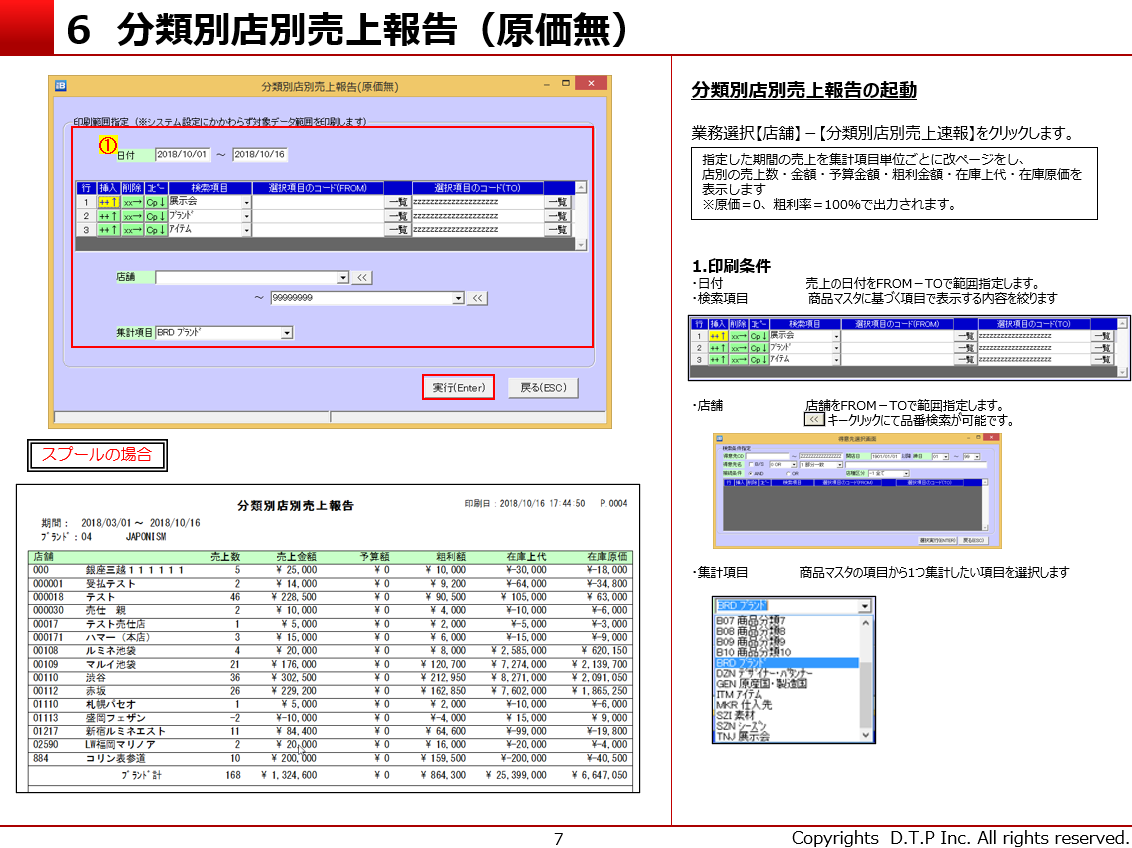 6 分類別店別売上報告（原価無）
分類別店別売上報告(原価無)
印刷範囲指定（※システム設定にかかわらず対象データ範囲を印刷します）
①
日付 2018/10/01 ～ 2018/10/16
行 挿入 削除 ｺﾋﾟｰ 検索項目 選択項目のコード(FROM) 選択項目のコード(TO)
1 ++↑ xx→ Cp↓ 展示会 一覧 zzzzzzzzzzzzzzzzzzzz 一覧
2 ++↑ xx→ Cp↓ ﾌﾞﾗﾝﾄﾞ 一覧 zzzzzzzzzzzzzzzzzzzz 一覧
3 ++↑ xx→ Cp↓ ｱｲﾃﾑ 一覧 zzzzzzzzzzzzzzzzzzzz 一覧
店舗 <<
～ 99999999 <<
集計項目 BRD ﾌﾞﾗﾝﾄﾞ
実行(Enter) 戻る(ESC)
スプールの場合
分類別店別売上報告
印刷日：2018/10/16 17:44:50 P.0004
期間： 2018/03/01 ～ 2018/10/16
ﾌﾞﾗﾝﾄﾞ：04 JAPONISM
店舗 売上数 売上金額 予算額 粗利額 在庫上代 在庫原価
000 銀座三越１１１１１１ 5 ¥ 25,000 ¥ 0 ¥ 10,000 ¥-30,000 ¥-18,000
000001 受払テスト 2 ¥ 14,000 ¥ 0 ¥ 9,200 ¥-64,000 ¥-34,800
000018 テスト 46 ¥ 228,500 ¥ 0 ¥ 90,500 ¥ 105,000 ¥ 63,000
000030 売仕 親 2 ¥ 10,000 ¥ 0 ¥ 4,000 ¥-10,000 ¥-6,000
00017 テスト売仕店 1 ¥ 5,000 ¥ 0 ¥ 2,000 ¥-5,000 ¥-3,000
000171 ハマー（本店） 3 ¥ 15,000 ¥ 0 ¥ 6,000 ¥-15,000 ¥-9,000
00108 ルミネ池袋 4 ¥ 20,000 ¥ 0 ¥ 8,000 ¥ 2,585,000 ¥ 620,150
00109 マルイ池袋 21 ¥ 176,000 ¥ 0 ¥ 120,700 ¥ 7,274,000 ¥ 2,139,700
00110 渋谷 36 ¥ 302,500 ¥ 0 ¥ 212,950 ¥ 8,271,000 ¥ 2,091,050
00112 赤坂 26 ¥ 229,200 ¥ 0 ¥ 162,850 ¥ 7,602,000 ¥ 1,865,250
01110 札幌パセオ 1 ¥ 5,000 ¥ 0 ¥ 2,000 ¥-10,000 ¥-6,000
01113 盛岡フェザン -2 ¥-10,000 ¥ 0 ¥-4,000 ¥ 15,000 ¥ 9,000
01217 新宿ルミネエスト 11 ¥ 84,400 ¥ 0 ¥ 64,600 ¥-99,000 ¥-19,800
02590 LW福岡マリノア 2 ¥ 20,000 ¥ 0 ¥ 16,000 ¥-20,000 ¥-4,000
884 コリン表参道 10 ¥ 200,000 ¥ 0 ¥ 159,500 ¥-200,000 ¥-40,500
ﾌﾞﾗﾝﾄﾞ計 168 ¥ 1,324,600 ¥ 0 ¥ 864,300 ¥ 25,399,000 ¥ 6,647,050
分類別店別売上報告の起動
業務選択【店舗】－【分類別店別売上速報】をクリックします。
指定した期間の売上を集計項目単位ごとに改ページをし、
店別の売上数・金額・予算金額・粗利金額・在庫上代・在庫原価を
表示します
※原価＝0、粗利率＝100%で出力されます。
1.印刷条件
・日付 売上の日付をFROM－TOで範囲指定します。
・検索項目 商品マスタに基づく項目で表示する内容を絞ります
行 挿入 削除 ｺﾋﾟｰ 検索項目 選択項目のコード(FROM) 選択項目のコード(TO)
1 ++↑ xx→ Cp↓ 展示会 一覧 zzzzzzzzzzzzzzzzzzzz 一覧
2 ++↑ xx→ Cp↓ ﾌﾞﾗﾝﾄﾞ 一覧 zzzzzzzzzzzzzzzzzzzz 一覧
3 ++↑ xx→ Cp↓ ｱｲﾃﾑ 一覧 zzzzzzzzzzzzzzzzzzzz 一覧
・店舗 店舗をFROM－TOで範囲指定します。
<< キークリックにて品番検索が可能です。
得意先選択画面
検索条件指定
得意先CD
得意先名
行 挿入 削除 ｺﾋﾟｰ 検索項目 選択項目のコード(FROM) 選択項目のコード(TO)
選択実行(ENTER) 戻る(ESC)
・集計項目 商品マスタの項目から1つ集計したい項目を選択します
BRD ﾌﾞﾗﾝﾄﾞ
B07 商品分類7
B08 商品分類8
B09 商品分類9
B10 商品分類10
BRD ﾌﾞﾗﾝﾄﾞ
DZN ﾃﾞｻﾞｲﾅｰ・ﾊﾟﾀﾝﾅｰ
GEN 原産国・製造国
ITM ｱｲﾃﾑ
MKR 仕入先
SZI 素材
SZN ｼｰｽﾞﾝ
TNJ 展示会
7
Copyrights D.T.P Inc. All rights reserved.